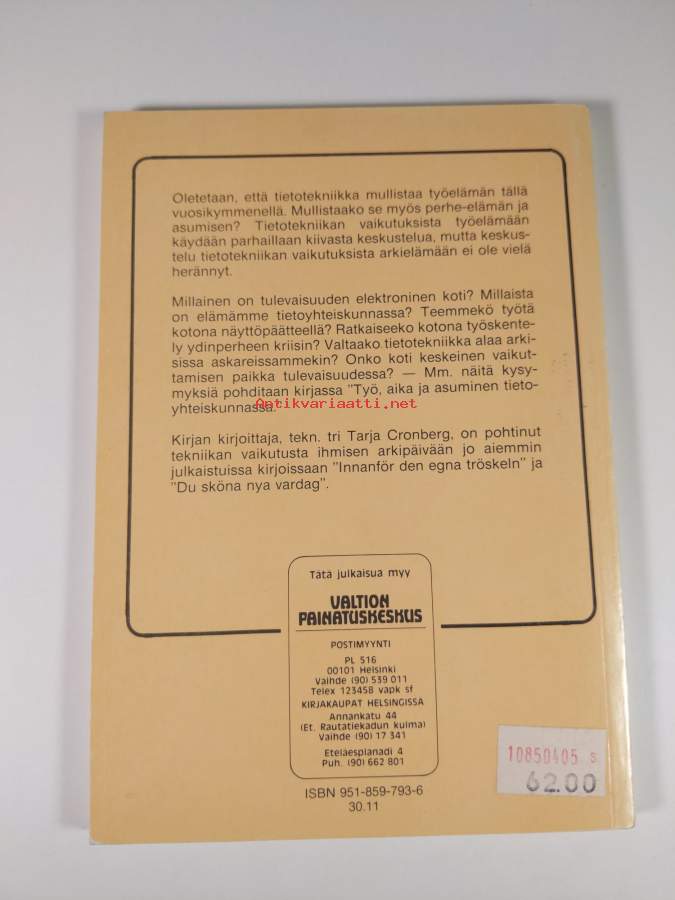 Oletetaan, että tietotekniikka mullistaa työelämän tällä
vuosikymmenellä. Mullistaako se myös perhe-elämän ja
asumisen? Tietotekniikan vaikutuksista työelämään
käydään parhaillaan kiivasta keskustelua, mutta keskus-
telu tietotekniikan vaikutuksista arkielämään ei ole vielä
herännyt.
Millainen on tulevaisuuden elektroninen koti? Millaista
on elämämme tietoyhteiskunnassa? Teemmekö työtä
kotona näyttöpäätteellä? Ratkaiseeko kotona työskente-
ly ydinperheen kriisin? Valtaako tietotekniikka alaa arki-
sissa askareissammekin? Onko koti keskeinen vaikut-
tamisen paikka tulevaisuudessa? — Mm. näitä kysy-
myksiä pohditaan kirjassa "Työ, aika ja asuminen tieto-
yhteiskunnassa."
Antikvariaatti.net
Kirjan kirjoittaja, tekn. tri Tarja Cronberg, on pohtinut
tekniikan vaikutusta ihmisen arkipäivään jo aiemmin
julkaistuissa kirjoissaan "Innanför den egna tröskeln" ja
"Du sköna nya vardag".
Tätä julkaisua myy
VALTION
PAINATUSKESKUS
POSTIMYYNTI
PL 516
00101 Helsinki
Vaihde (90) 539 011
Telex 123458 vapk sf
KIRJAKAUPAT HELSINGISSÄ
Annankatu 44
(Et. Rautatiekadun kulma)
Vaihde (90) 17 341
Eteläesplanadi 4
Puh. (90) 662 801
ISBN 951-859-793-6
30.11
10850405 S
62.00